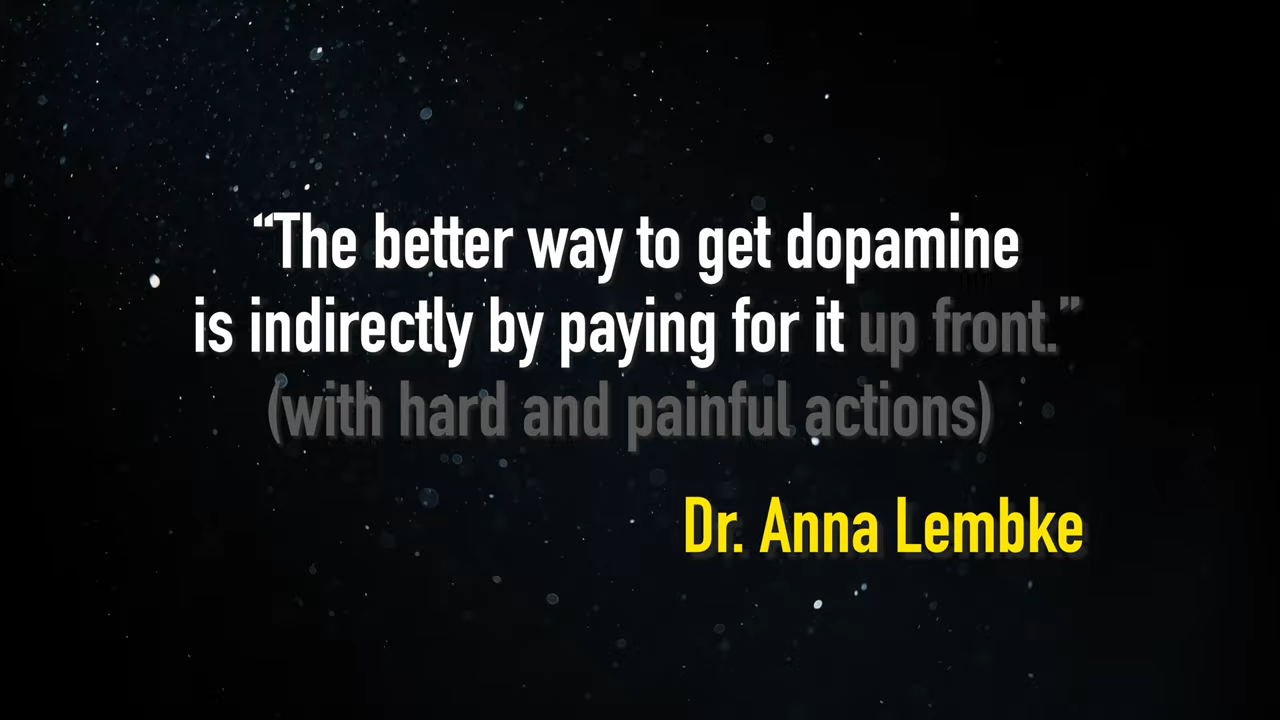 “The better way to get dopamine
is indirectly by paying for it up front.”
(with hard and painful actions)
Dr. Anna Lembke